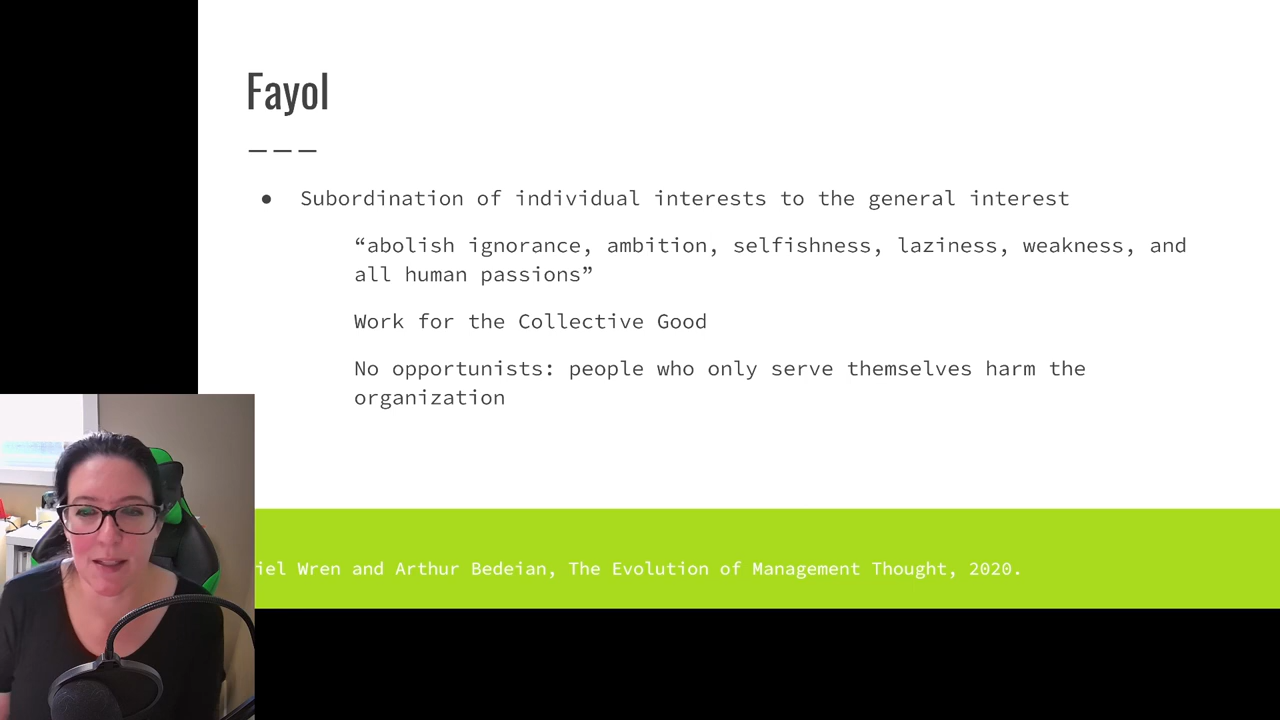 Fayol
● Subordination of individual interests to the general interest
“abolish ignorance, ambition, selfishness, laziness, weakness, and
all human passions”
Work for the Collective Good
No opportunists: people who only serve themselves harm the
organization
Wren and Arthur Bedeian, The Evolution of Management Thought, 2020.